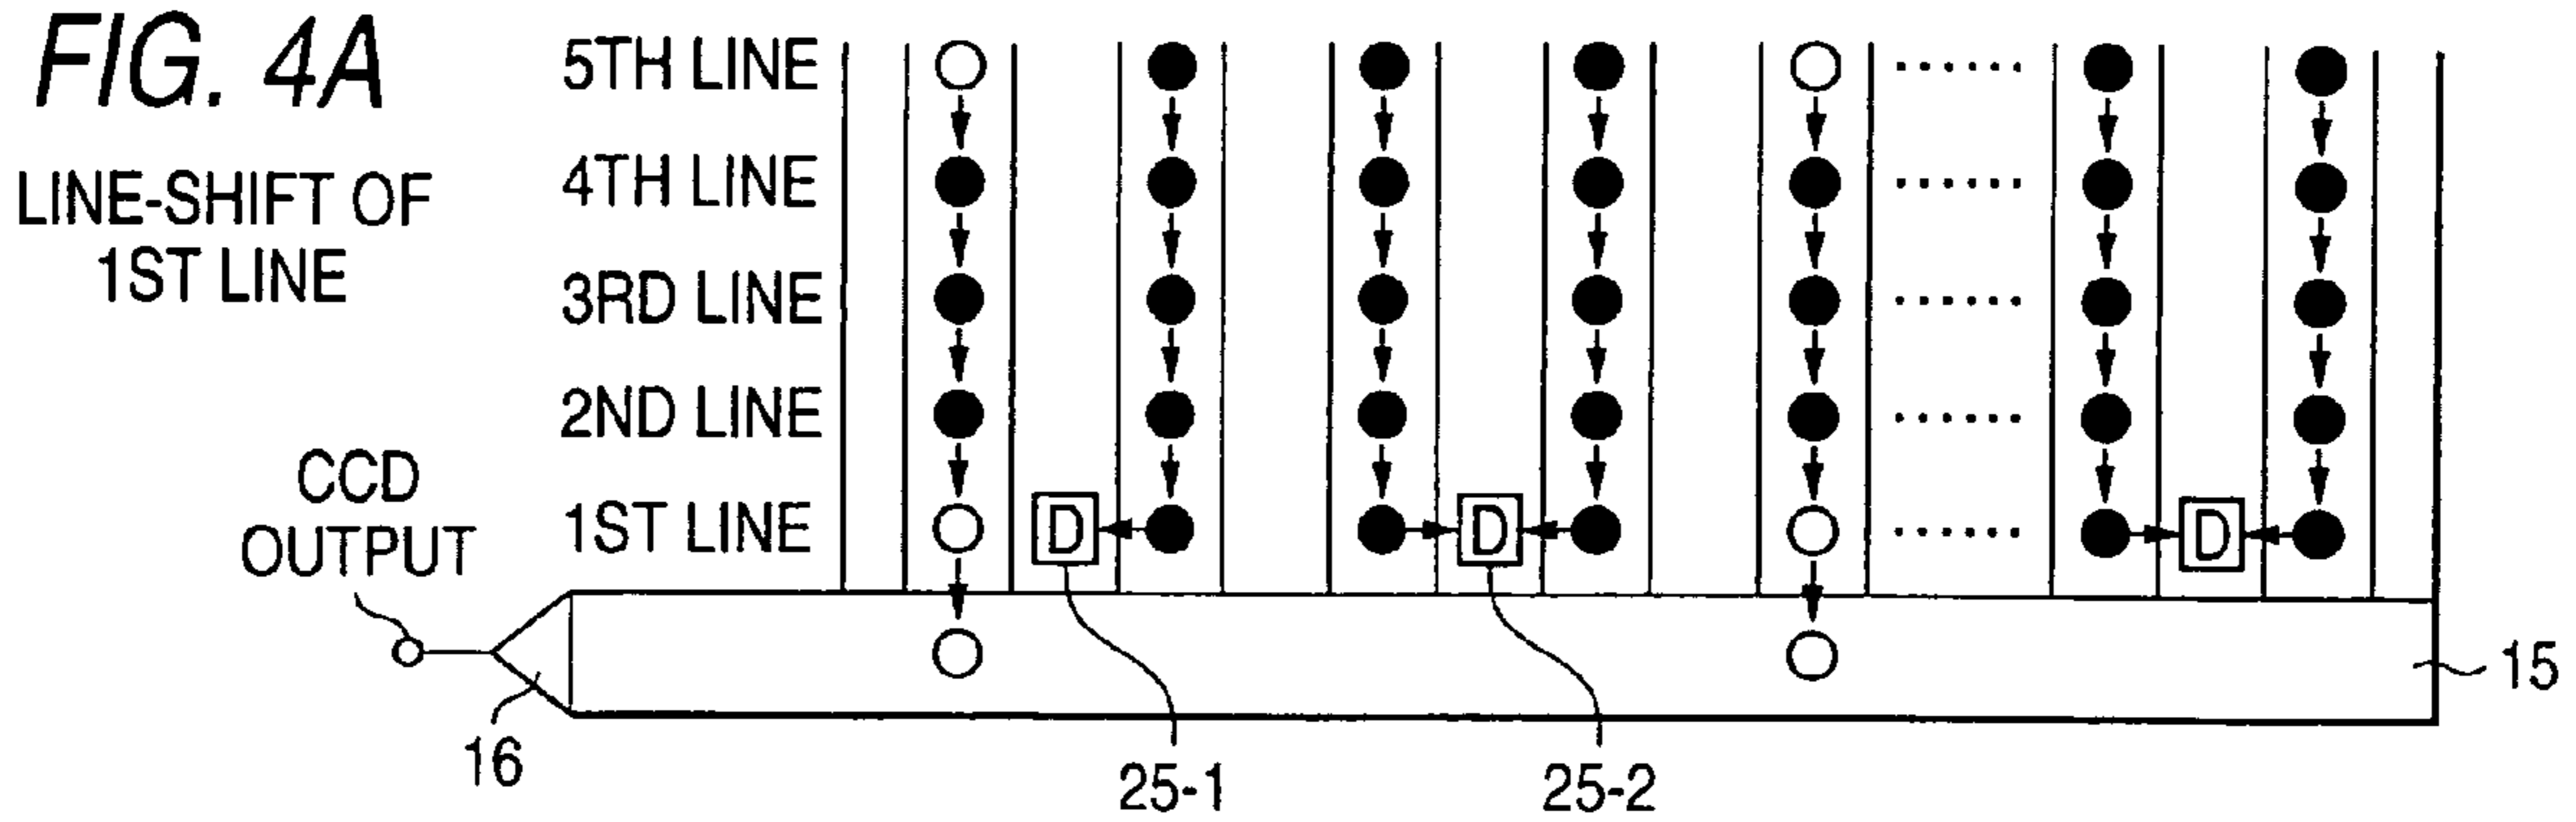 FIG. 4A
LINE-SHIFT OF
1ST LINE
5TH LINE ......
4TH LINE ......
3RD LINE ......
2ND LINE ......
1ST LINE D D ...... D
CCD
OUTPUT
15
16
25-1 25-2